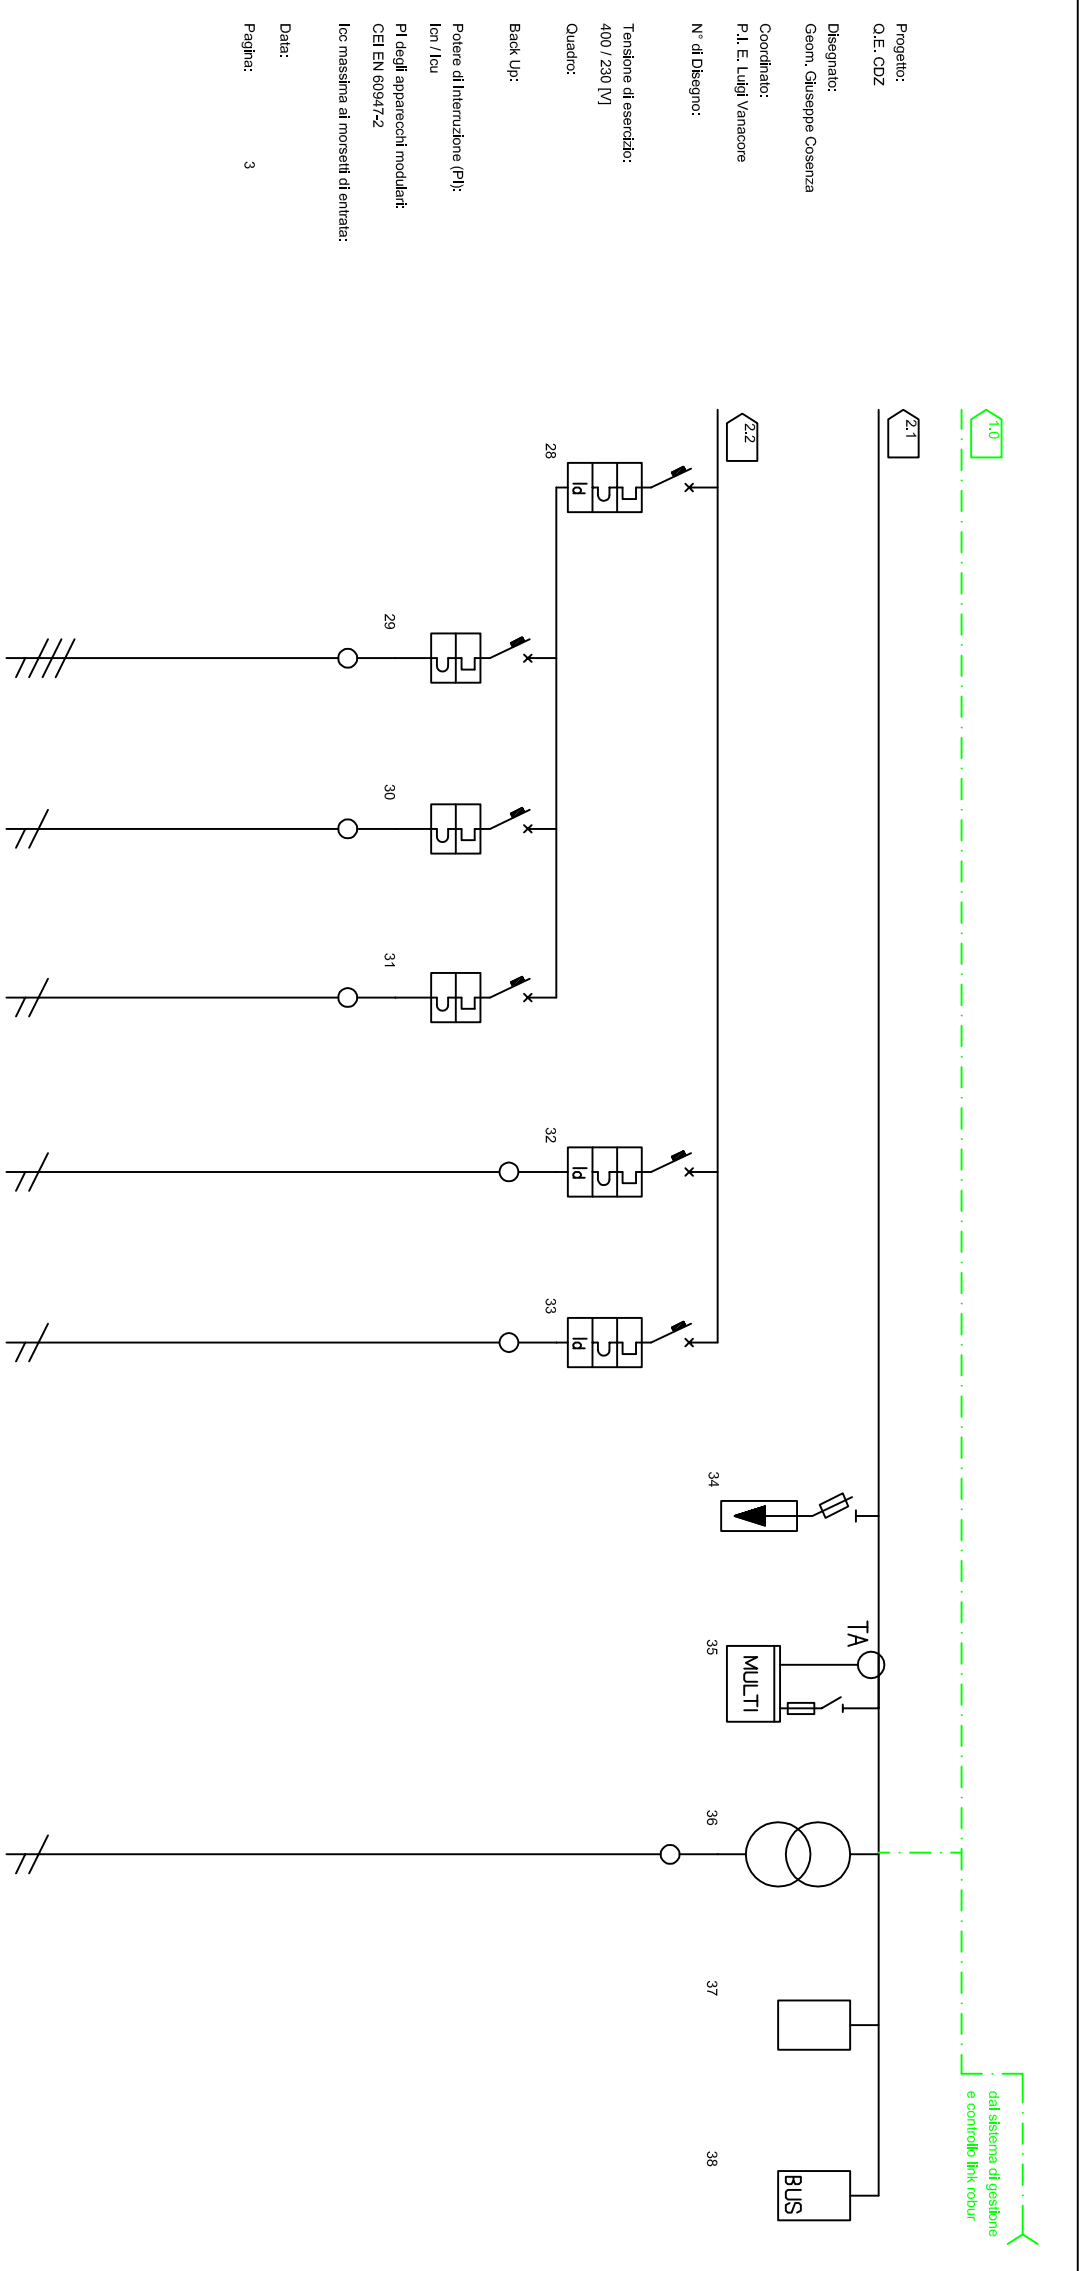 Progetto:
Q.E. CDZ
Disegnato:
Geom. Giuseppe Cosenza
Coordinato:
P.I. E. Luigi Vanacore
N° di Disegno:
Tensione di esercizio:
400 / 230 [V]
Quadro:
Back Up:
Potere di Interruzione (PI):
Icn / Icu
PI degli apparecchi modulari:
CEI EN 60947-2
Icc massima ai morsetti di entrata:
Data:
Pagina: 3
1.0
2.1
2.2
dal sistema di gestione
e controllo link robur
28
Id
29
30
31
32
Id
33
Id
34
TA
35
MULTI
36
37
38
BUS